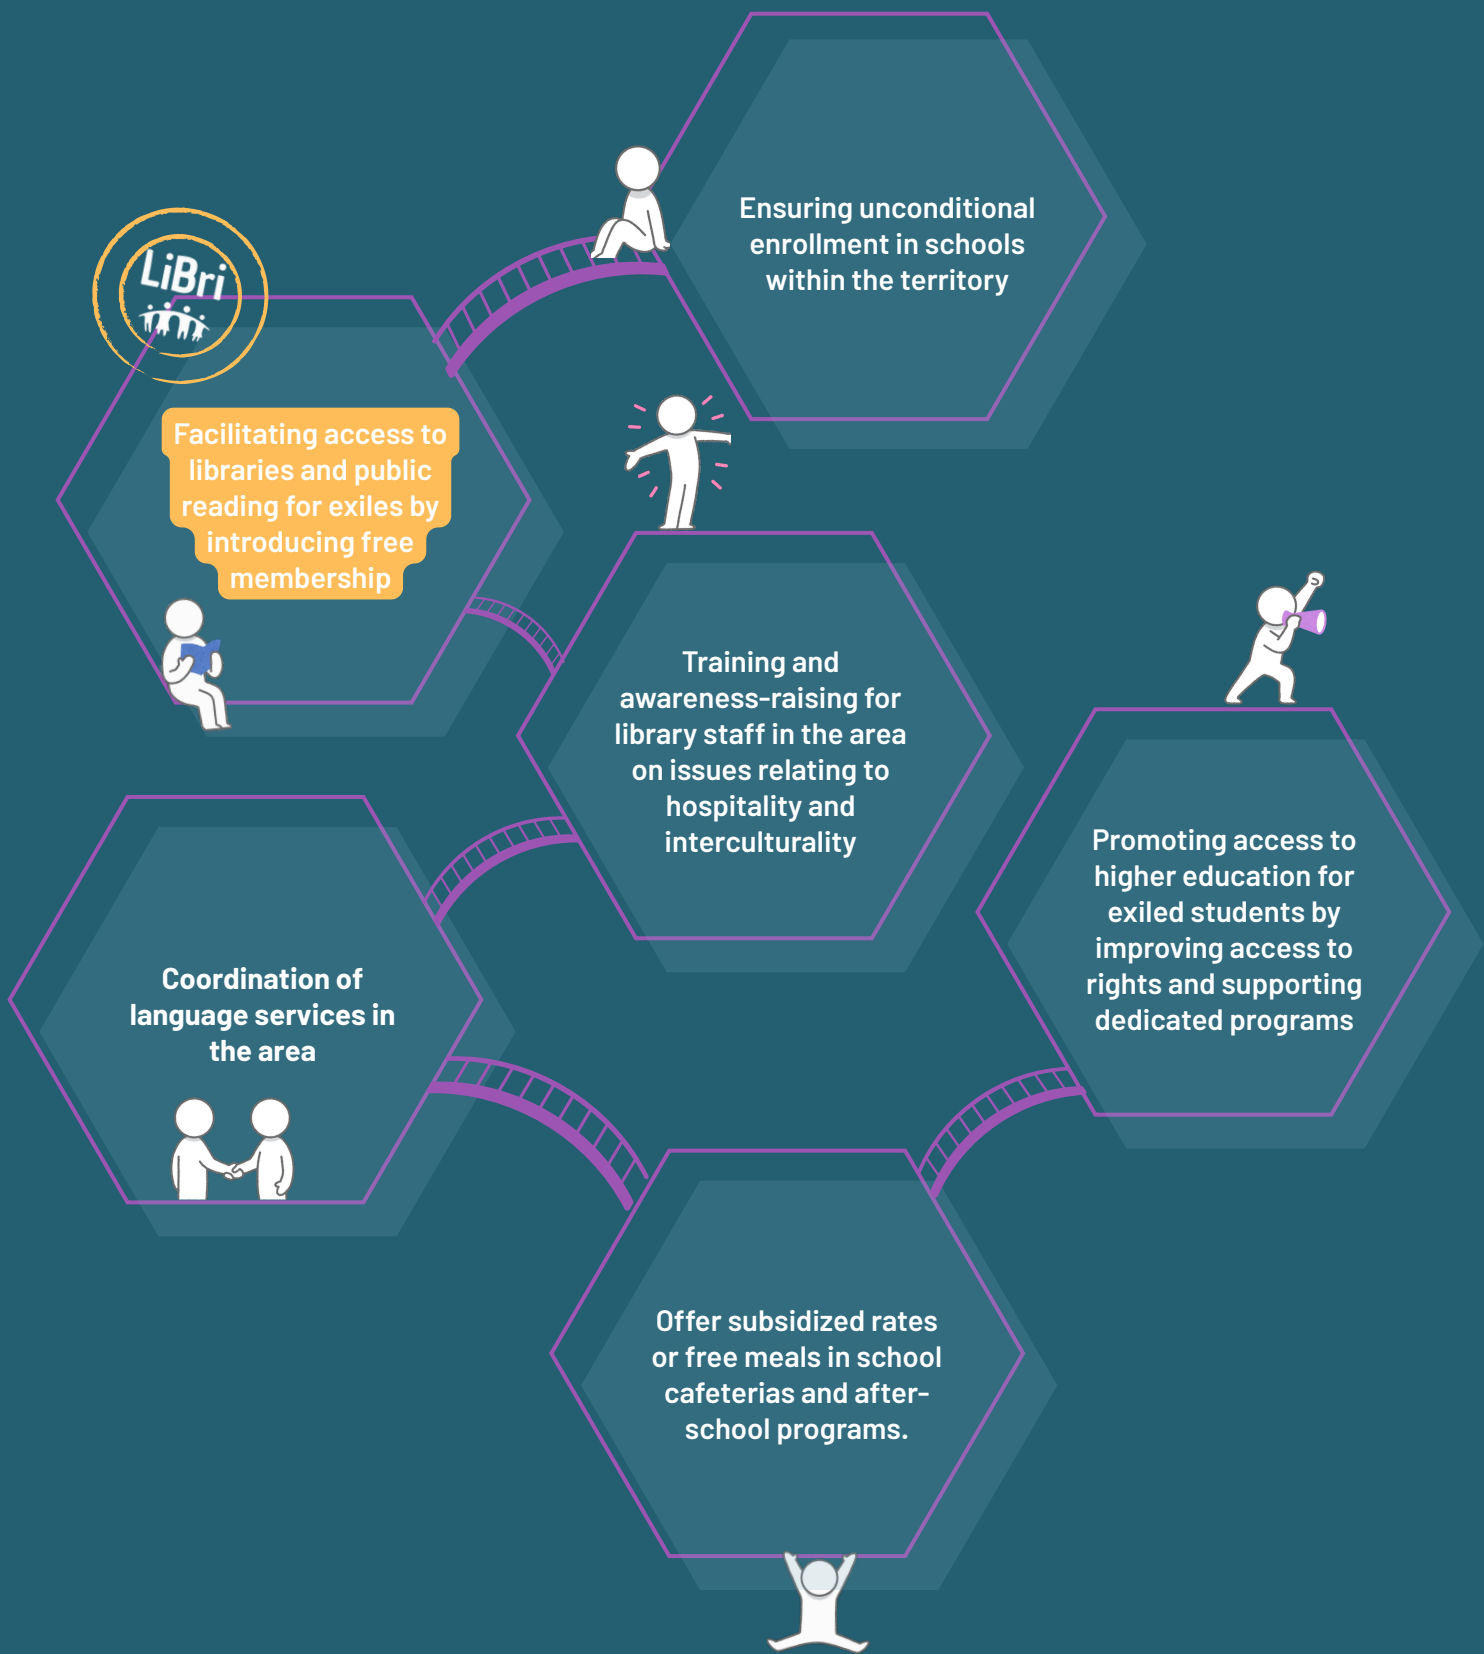 Ensuring unconditional
enrollment in schools
within the territory
LiBri
Facilitating access to
libraries and public
reading for exiles by
introducing free
membership
Training and
awareness-raising for
library staff in the area
on issues relating to
hospitality and
interculturality
Promoting access to
higher education for
exiled students by
improving access to
rights and supporting
dedicated programs
Coordination of
language services in
the area
Offer subsidized rates
or free meals in school
cafeterias and after-
school programs.